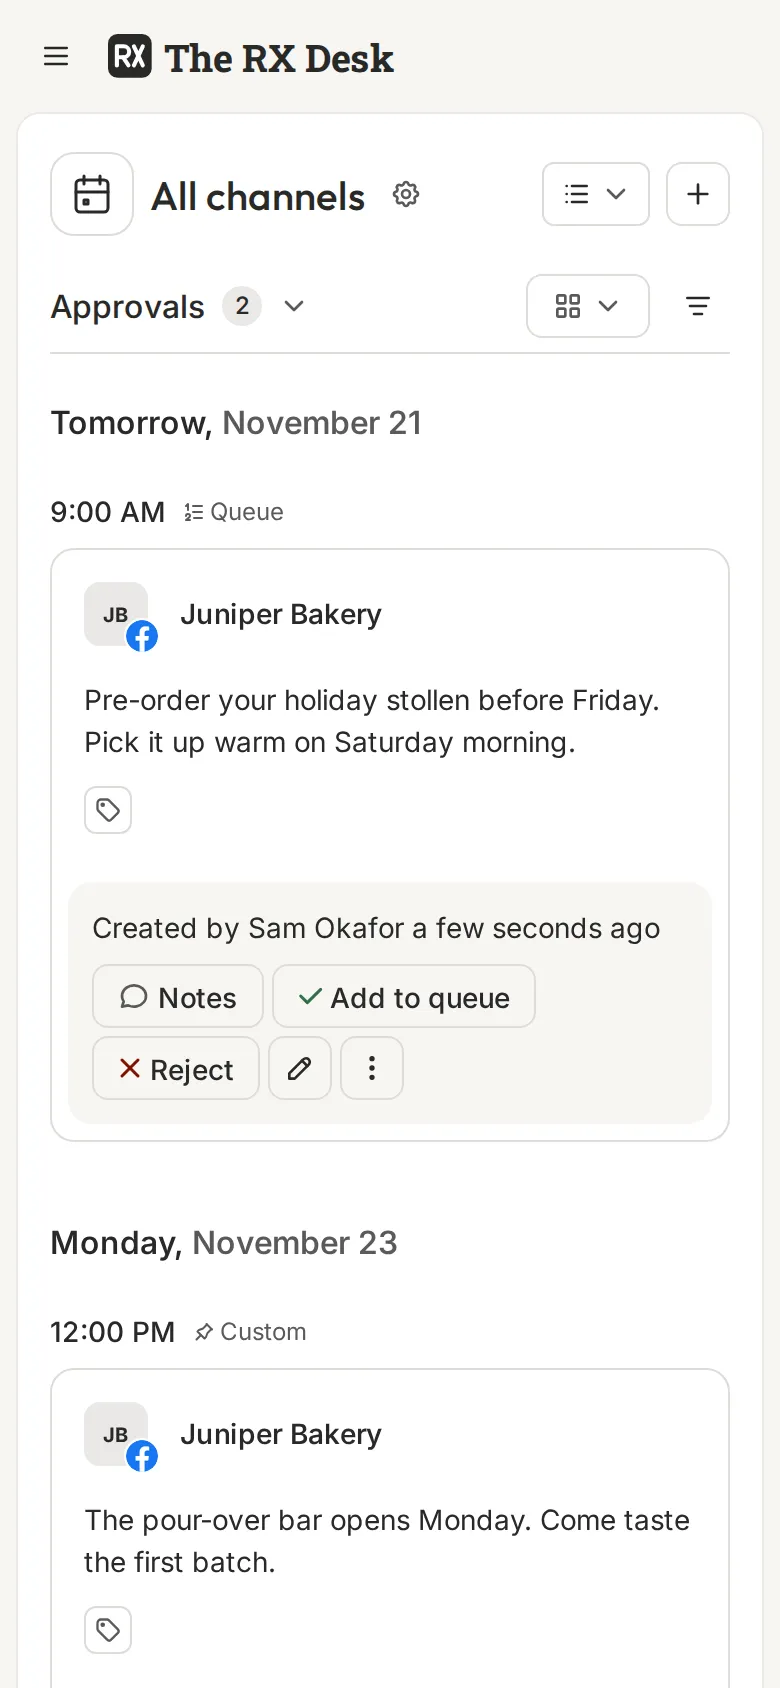 RX The RX Desk
All channels
Approvals 2
Tomorrow, November 21
9:00 AM Queue
JB Juniper Bakery
Pre-order your holiday stollen before Friday.
Pick it up warm on Saturday morning.
Created by Sam Okafor a few seconds ago
Notes Add to queue
Reject
Monday, November 23
12:00 PM Custom
JB Juniper Bakery
The pour-over bar opens Monday. Come taste
the first batch.